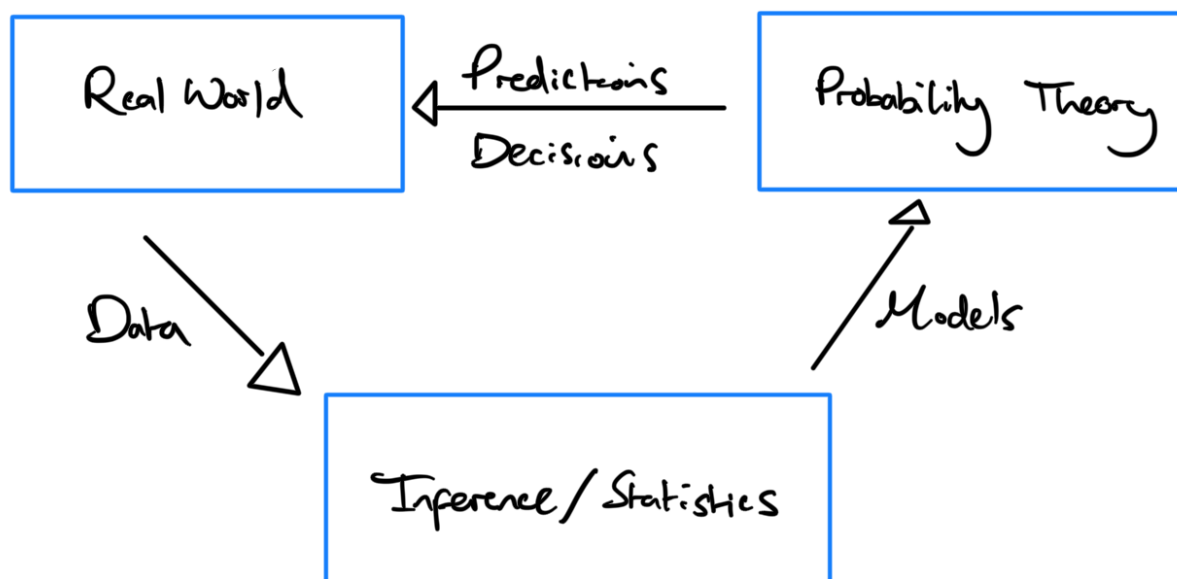 Real World
Predictions
Decisions
Probability Theory
Data
Models
Inference/Statistics